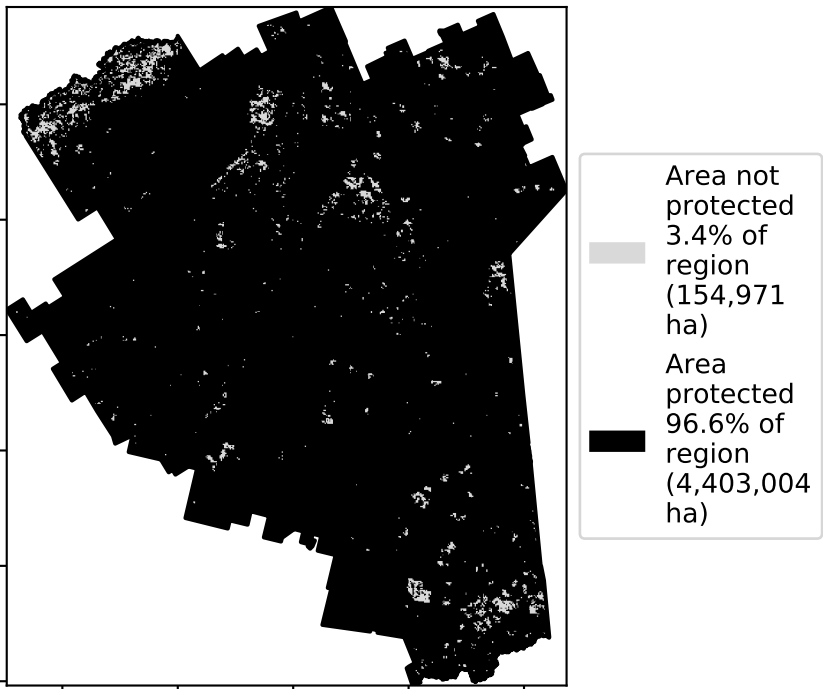 Area not
protected
3.4% of
region
(154,971
ha)
Area
protected
96.6% of
region
(4,403,004
ha)